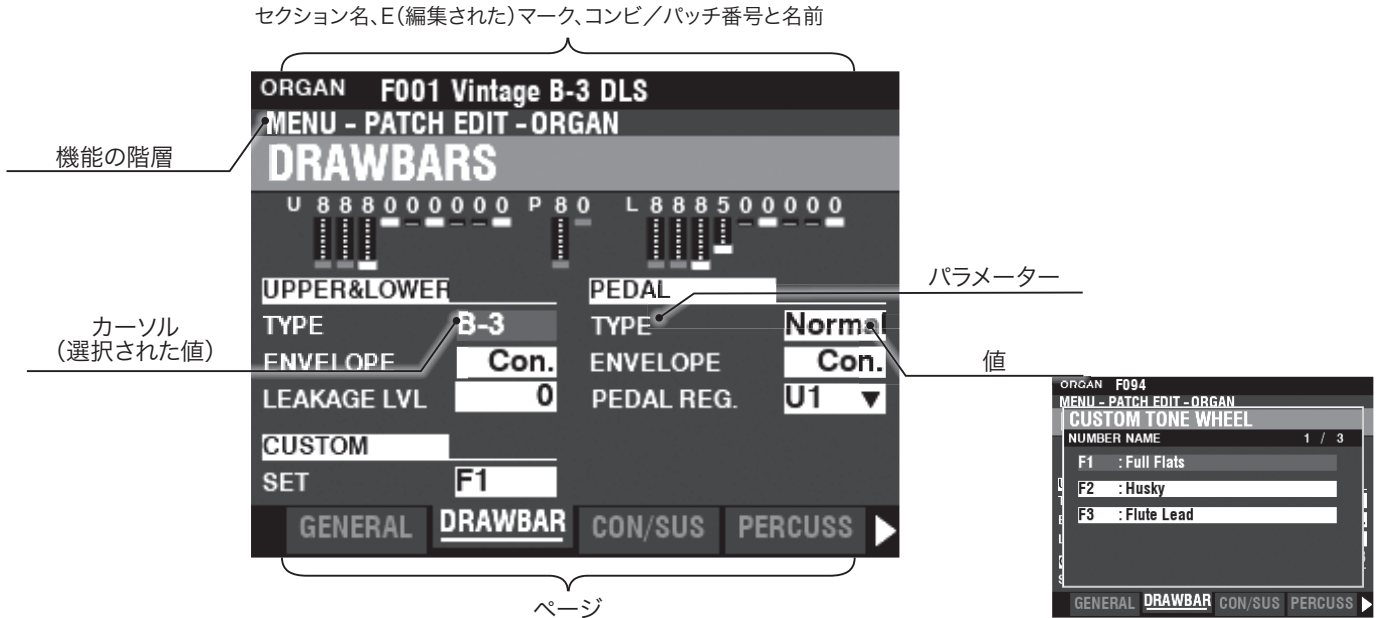 セクション名、E(編集された)マーク、コンビ／パッチ番号と名前
ORGAN F001 Vintage B-3 DLS
MENU - PATCH EDIT - ORGAN
機能の階層
DRAWBARS
U 8 8 8 0 0 0 0 0 0 P 8 0 L 8 8 8 5 0 0 0 0 0
UPPER&LOWER PEDAL
パラメーター
カーソル
(選択された値)
TYPE B-3 TYPE Normal
ENVELOPE Con. ENVELOPE Con.
値
LEAKAGE LVL 0 PEDAL REG. U1 ▼
CUSTOM
SET F1
GENERAL DRAWBAR CON/SUS PERCUSS ▶
ページ
ORGAN F094
MENU - PATCH EDIT - ORGAN
CUSTOM TONE WHEEL
NUMBER NAME 1 / 3
F1 : Full Flats
F2 : Husky
F3 : Flute Lead
GENERAL DRAWBAR CON/SUS PERCUSS ▶